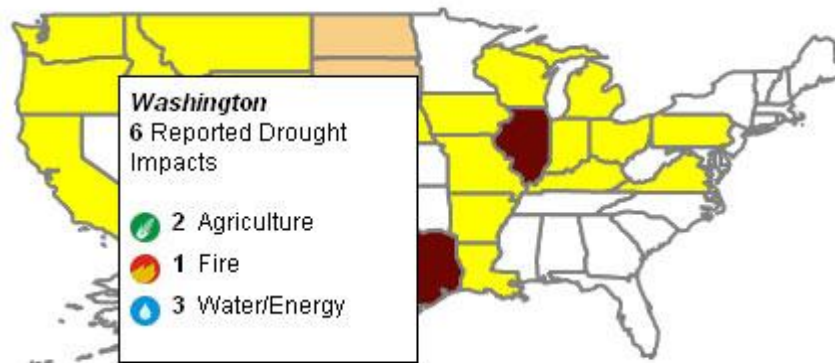 Washington
6 Reported Drought
Impacts
2 Agriculture
1 Fire
3 Water/Energy